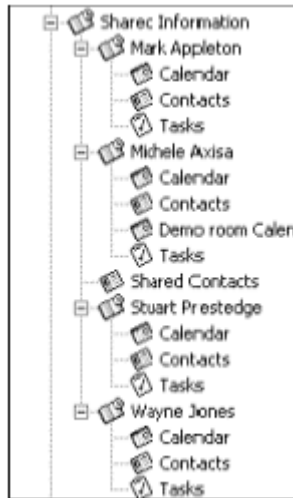 Sharec Information
Mark Appleton
Calendar
Contacts
Tasks
Michele Axisa
Calendar
Contacts
Demo room Calen
Tasks
Shared Contacts
Stuart Prestedge
Calendar
Contacts
Tasks
Wayne Jiones
Calendar
Contacts
Tasks